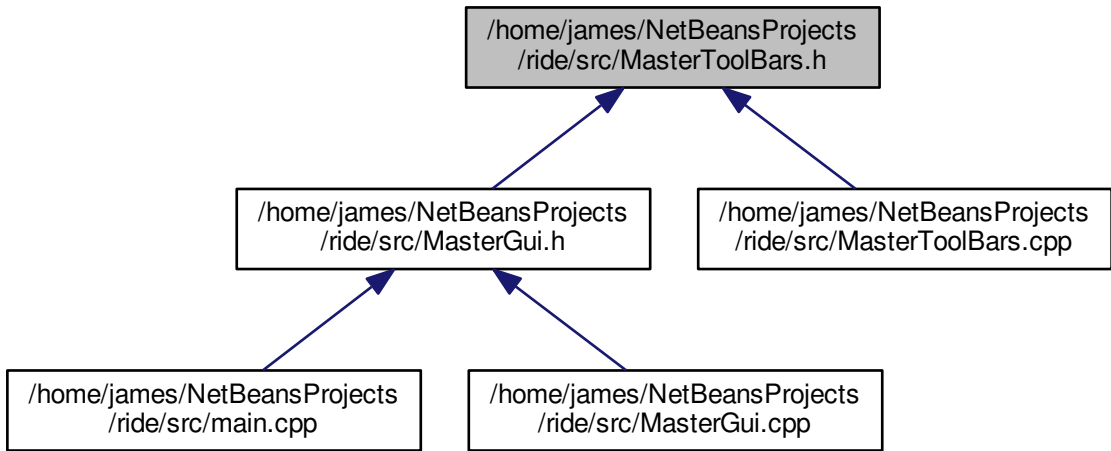 /home/james/NetBeansProjects
/ride/src/MasterToolBars.h
/home/james/NetBeansProjects
/ride/src/MasterGui.h
/home/james/NetBeansProjects
/ride/src/MasterToolBars.cpp
/home/james/NetBeansProjects
/ride/src/main.cpp
/home/james/NetBeansProjects
/ride/src/MasterGui.cpp